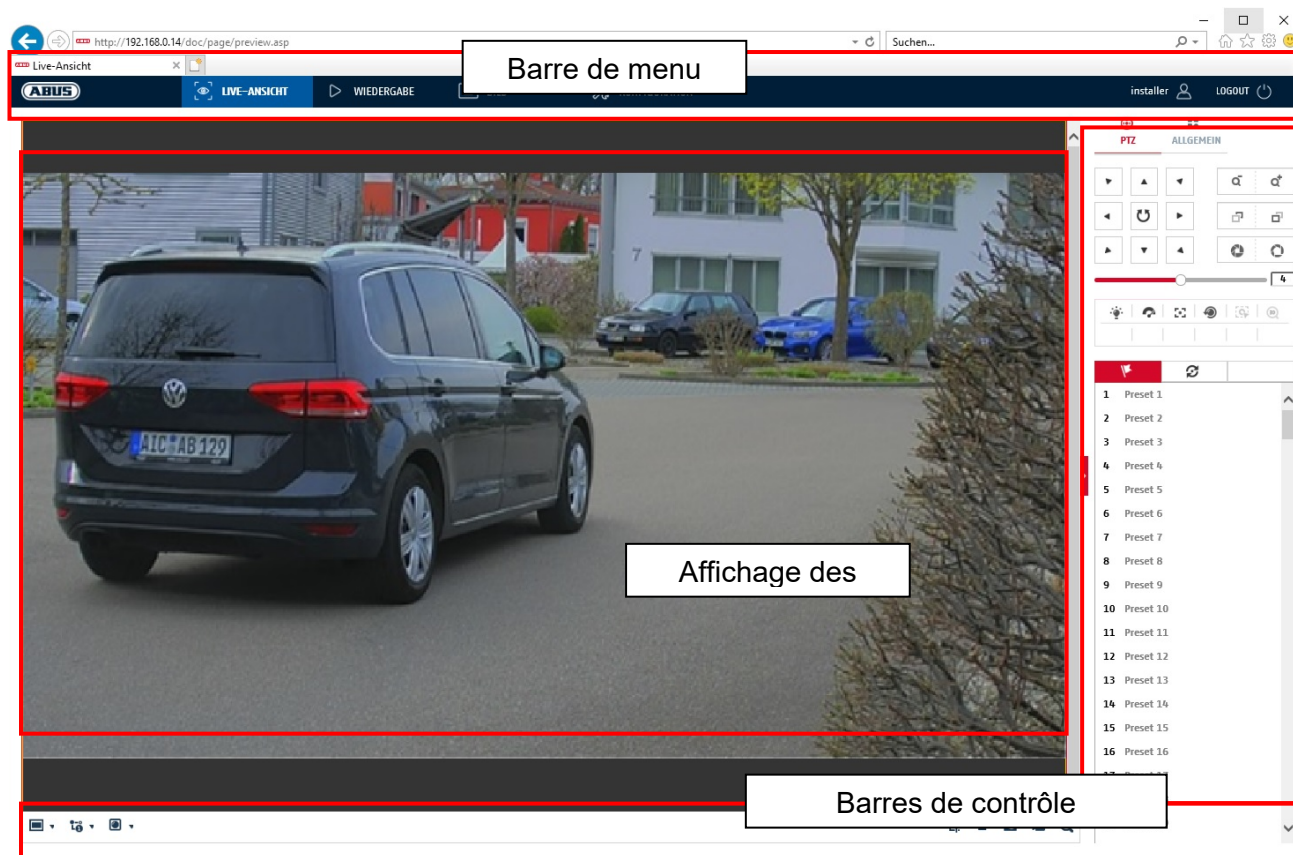 http://192.168.0.14/doc/page/preview.asp
Suchen...
Live-Ansicht
Barre de menu
ABUS
LIVE-ANSICHT
WIEDERGABE
installer
LOGOUT
PTZ
ALLGEMEIN
7
4
AIC AB 129
1 Preset 1
2 Preset 2
3 Preset 3
4 Preset 4
5 Preset 5
6 Preset 6
7 Preset 7
8 Preset 8
9 Preset 9
10 Preset 10
11 Preset 11
12 Preset 12
13 Preset 13
14 Preset 14
15 Preset 15
16 Preset 16
Affichage des
Barres de contrôle